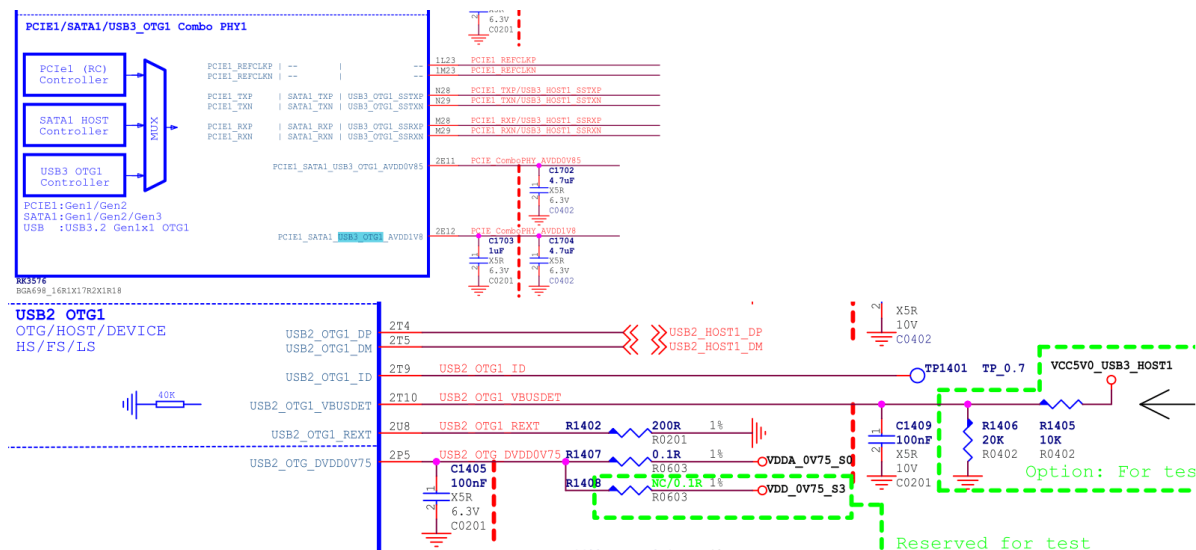 PCIE1/SATA1/USB3_OTG1 Combo PHY1
6.3V
C0201
PCIe1 (RC)
Controller
SATA1 HOST
Controller
USB3 OTG1
Controller
MUX
PCIE1_REFCLKP | -- | --
PCIE1_REFCLKN | -- | --
PCIE1_TXP | SATA1_TXP | USB3_OTG1_SSTXP
PCIE1_TXN | SATA1_TXN | USB3_OTG1_SSTXN
PCIE1_RXP | SATA1_RXP | USB3_OTG1_SSRXP
PCIE1_RXN | SATA1_RXN | USB3_OTG1_SSRXN
PCIE1_SATA1_USB3_OTG1_AVDD0V85
PCIE1_SATA1_USB3_OTG1_AVDD1V8
1L23 PCIE1_REFCLKP
1M23 PCIE1_REFCLKN
N28 PCIE1_TXP/USB3_HOST1_SSTXP
N29 PCIE1_TXN/USB3_HOST1_SSTXN
M28 PCIE1_RXP/USB3_HOST1_SSRXP
M29 PCIE1_RXN/USB3_HOST1_SSRXN
2E11 PCIE_ComboPHY_AVDD0V85
C1702
4.7uF
X5R
6.3V
C0402
2E12 PCIE_ComboPHY_AVDD1V8
C1703
1uF
X5R
6.3V
C0201
C1704
4.7uF
X5R
6.3V
C0402
PCIE1:Gen1/Gen2
SATA1:Gen1/Gen2/Gen3
USB :USB3.2 Gen1x1 OTG1
RK3576
BGA698_16R1X17R2X1R18
USB2 OTG1
OTG/HOST/DEVICE
HS/FS/LS
40K
USB2_OTG1_DP 2T4 USB2_HOST1_DP
USB2_OTG1_DM 2T5 USB2_HOST1_DM
USB2_OTG1_ID 2T9 USB2_OTG1_ID TP1401 TP_0.7
USB2_OTG1_VBUSDET 2T10 USB2_OTG1_VBUSDET
USB2_OTG1_REXT 2U8 USB2_OTG1_REXT R1402 200R 1%
R0201
USB2_OTG_DVDD0V75 2P5 USB2_OTG_DVDD0V75 R1407 0.1R 1%
R0603
VDDA_0V75_S0
R1408 NC/0.1R 1%
R0603
VDD_0V75_S3
C1405
100nF
X5R
6.3V
C0201
2
X5R
10V
C0402
VCC5V0_USB3_HOST1
C1409
100nF
X5R
10V
C0201
R1406
20K
R0402
R1405
10K
R0402
Option: For tes
Reserved for test